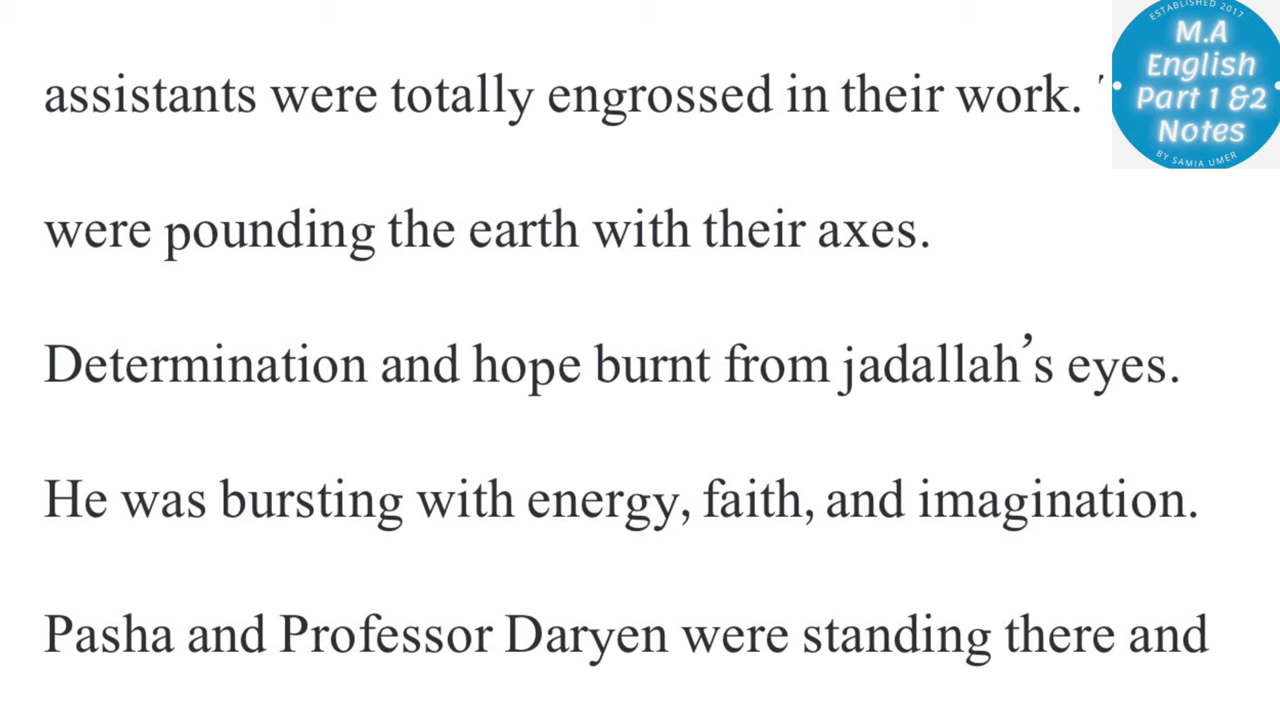 assistants were totally engrossed in their work.
were pounding the earth with their axes.
Determination and hope burnt from jadallah’s eyes.
He was bursting with energy, faith, and imagination.
Pasha and Professor Daryen were standing there and
ESTABLISHED 2017
M.A
English
Part 1 &2
Notes
BY SAMIA UMER